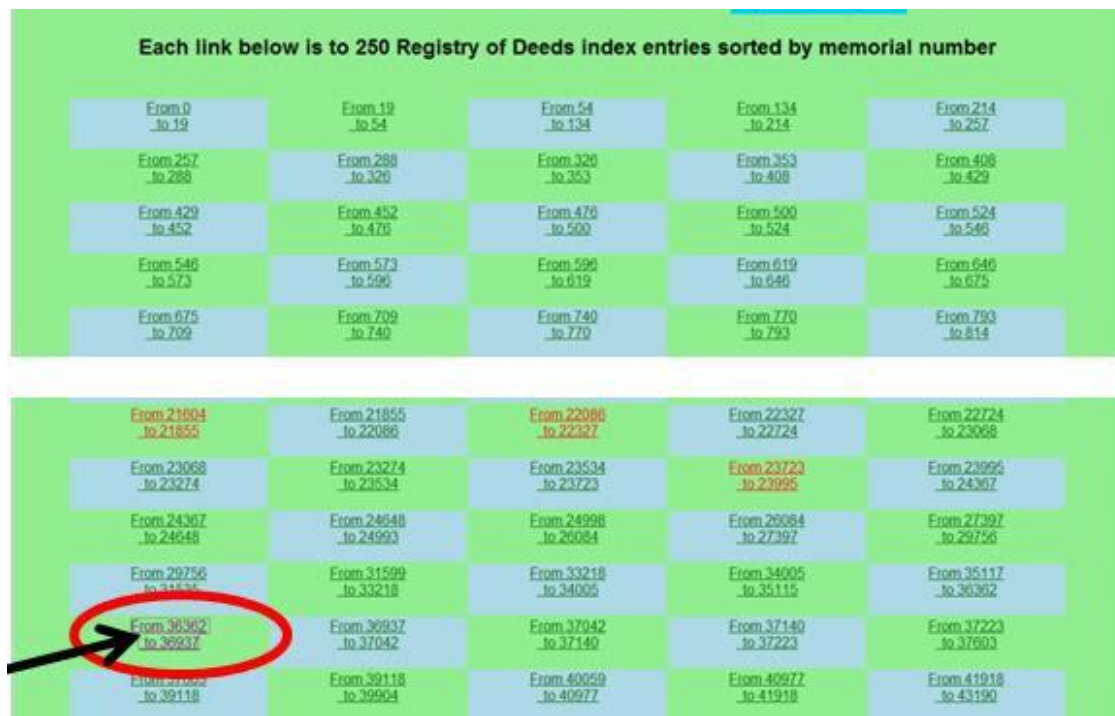 Each link below is to 250 Registry of Deeds index entries sorted by memorial number
From 0
to 19
From 19
to 54
From 54
to 134
From 134
to 214
From 214
to 257
From 257
to 288
From 288
to 326
From 326
to 353
From 353
to 408
From 408
to 429
From 429
to 452
From 452
to 476
From 476
to 500
From 500
to 524
From 524
to 546
From 546
to 573
From 573
to 596
From 596
to 619
From 619
to 646
From 646
to 675
From 675
to 709
From 709
to 740
From 740
to 770
From 770
to 793
From 793
to 814
From 21604
to 21855
From 21855
to 22086
From 22086
to 22327
From 22327
to 22724
From 22724
to 23068
From 23068
to 23274
From 23274
to 23534
From 23534
to 23723
From 23723
to 23995
From 23995
to 24367
From 24367
to 24648
From 24648
to 24993
From 24998
to 26084
From 26084
to 27397
From 27397
to 29756
From 29756
to
From 31599
to 33218
From 33218
to 34005
From 34005
to 35115
From 35117
to 36362
From 36362
to 36937
From 36937
to 37042
From 37042
to 37140
From 37140
to 37223
From 37223
to 37603
From
to 39118
From 39118
to 39904
From 40059
to 40977
From 40977
to 41918
From 41918
to 43190